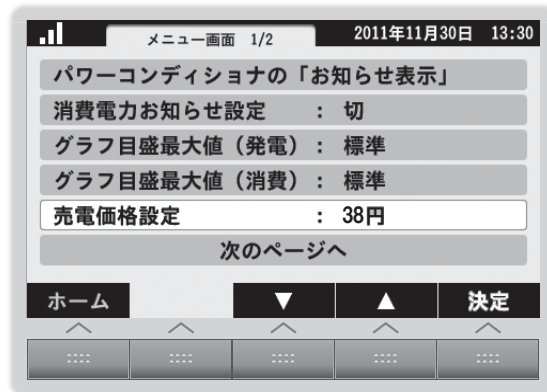 メニュー画面 1/2 2011年11月30日 13:30
パワーコンディショナの「お知らせ表示」
消費電力お知らせ設定 : 切
グラフ目盛最大値（発電）: 標準
グラフ目盛最大値（消費）: 標準
売電価格設定 : 38円
次のページへ
ホーム ▼ ▲ 決定